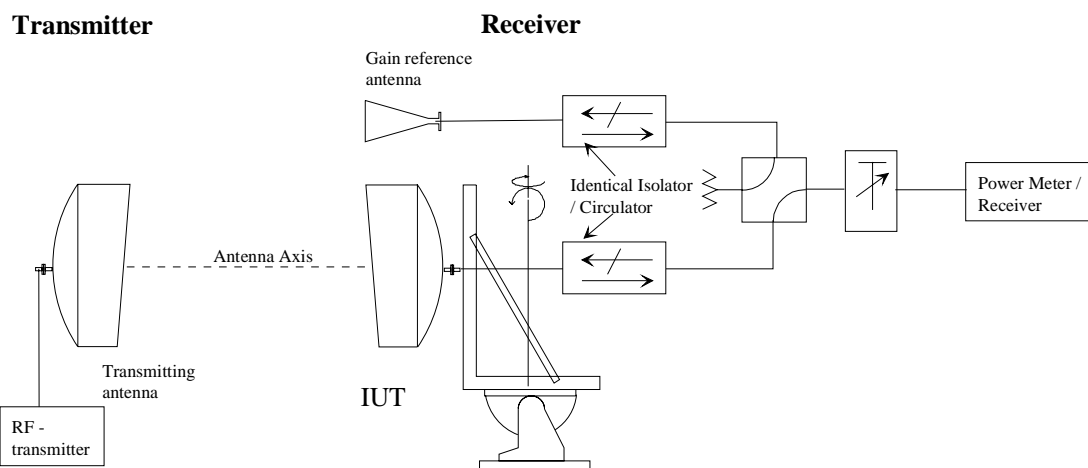 Transmitter
Receiver
Gain reference
antenna
Identical Isolator
/ Circulator
Power Meter /
Receiver
Antenna Axis
Transmitting
antenna
IUT
RF -
transmitter